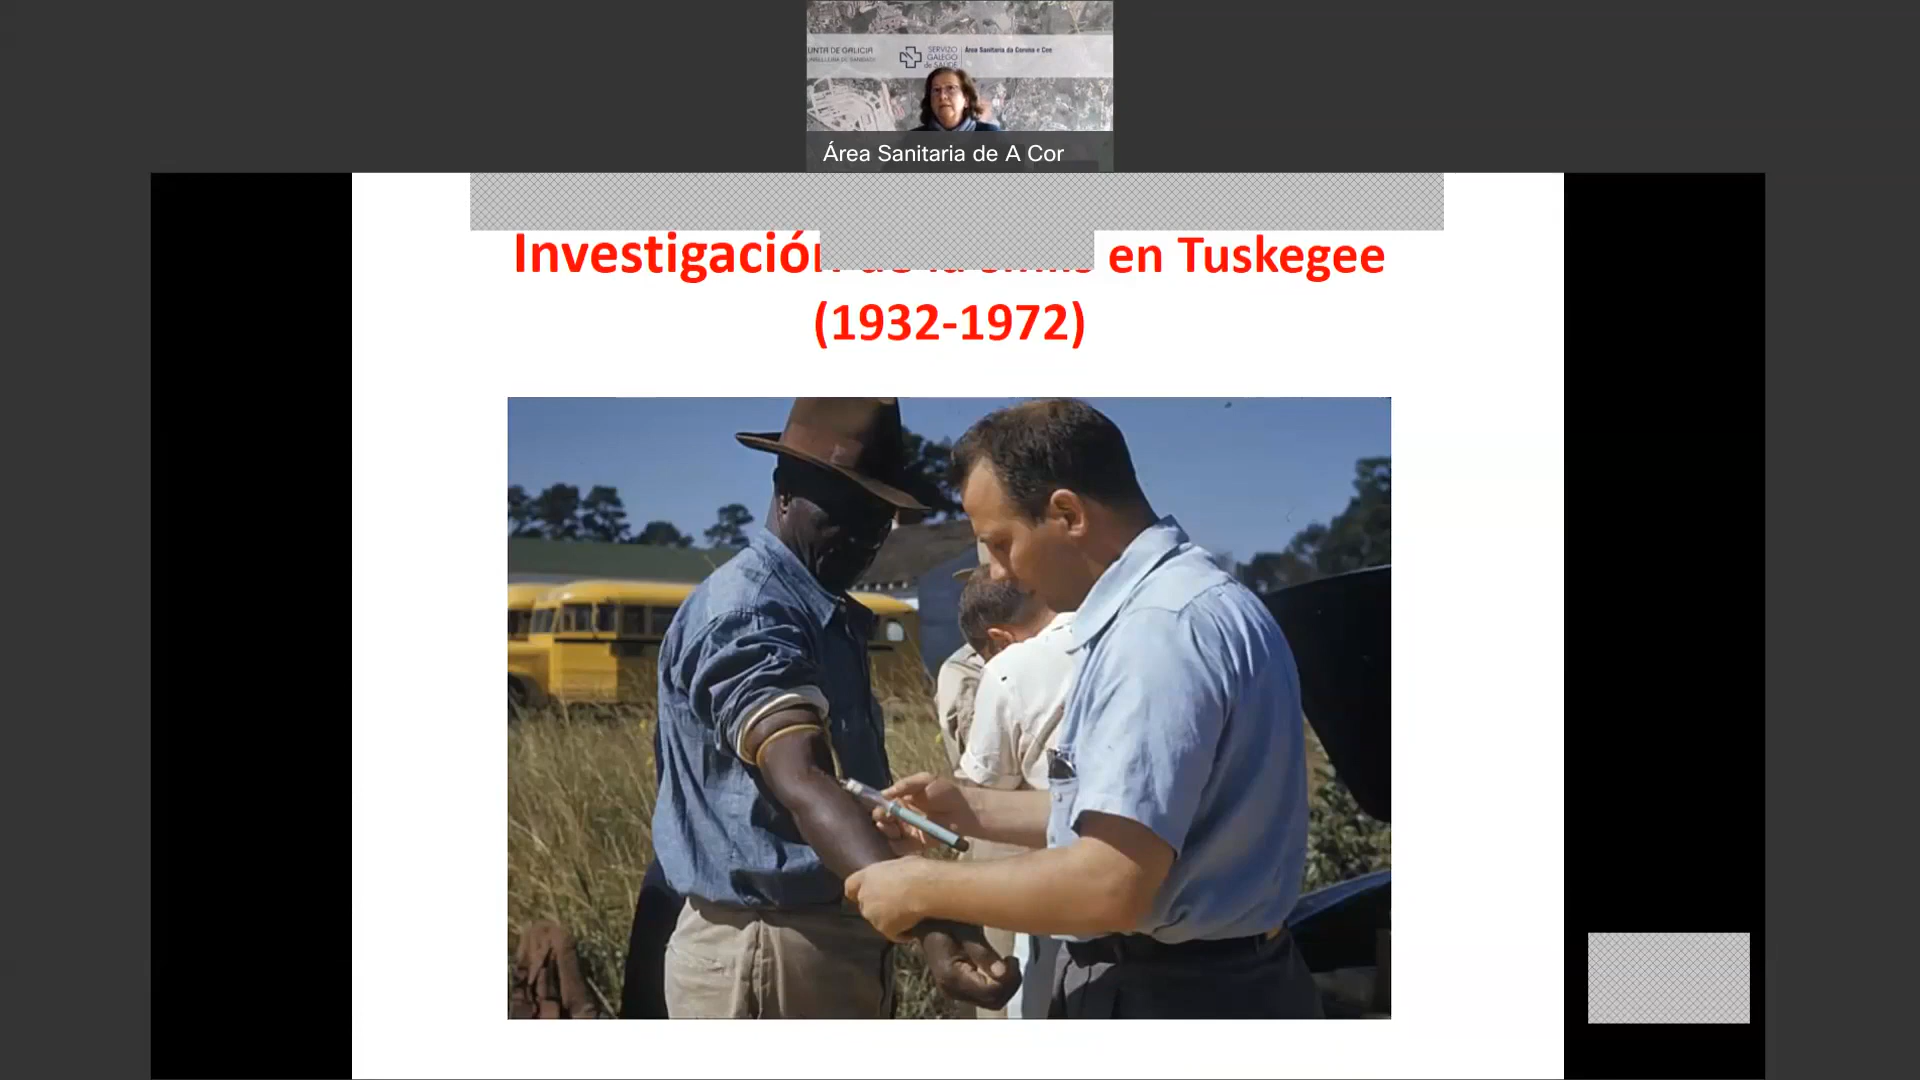 UNTA DE GALICIA
SERVIZO
GALEGO
de SAÚDE
Área Sanitaria da Coruña e Cee
Área Sanitaria de A Cor
Investigación en Tuskegee
(1932-1972)